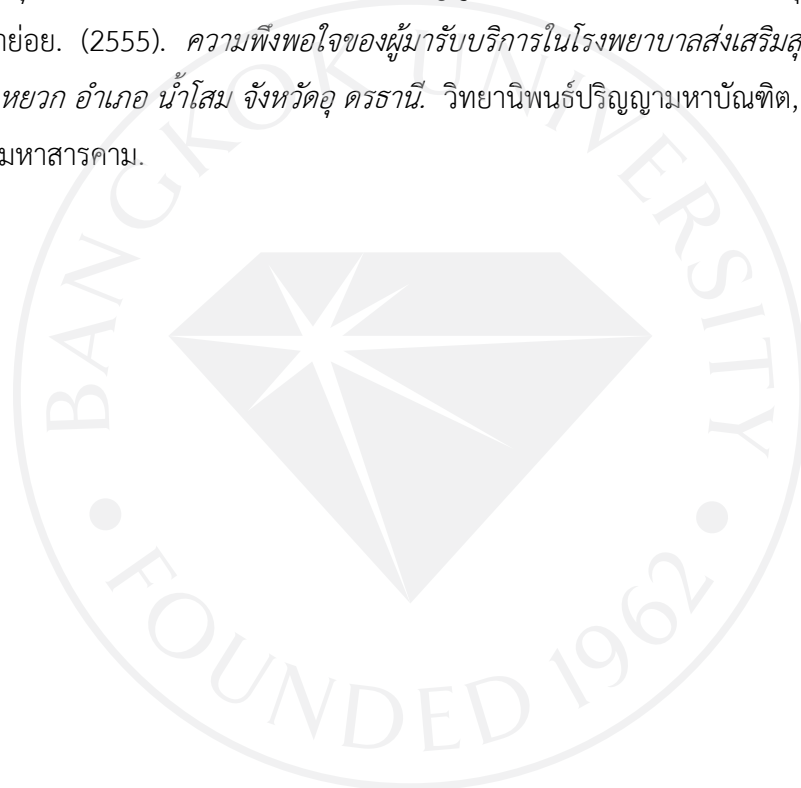 าย่อย. (2555). ความพึงพอใจของผู้มารับบริการในโรงพยาบาลส่งเสริมสุ
หยวก อำเภอ น้ำโสม จังหวัดอุ ดรธานี. วิทยานิพนธ์ปริญญามหาบัณฑิต,
มหาสารคาม.
BANGKOK UNIVERSITY
• FOUNDED 1962 •